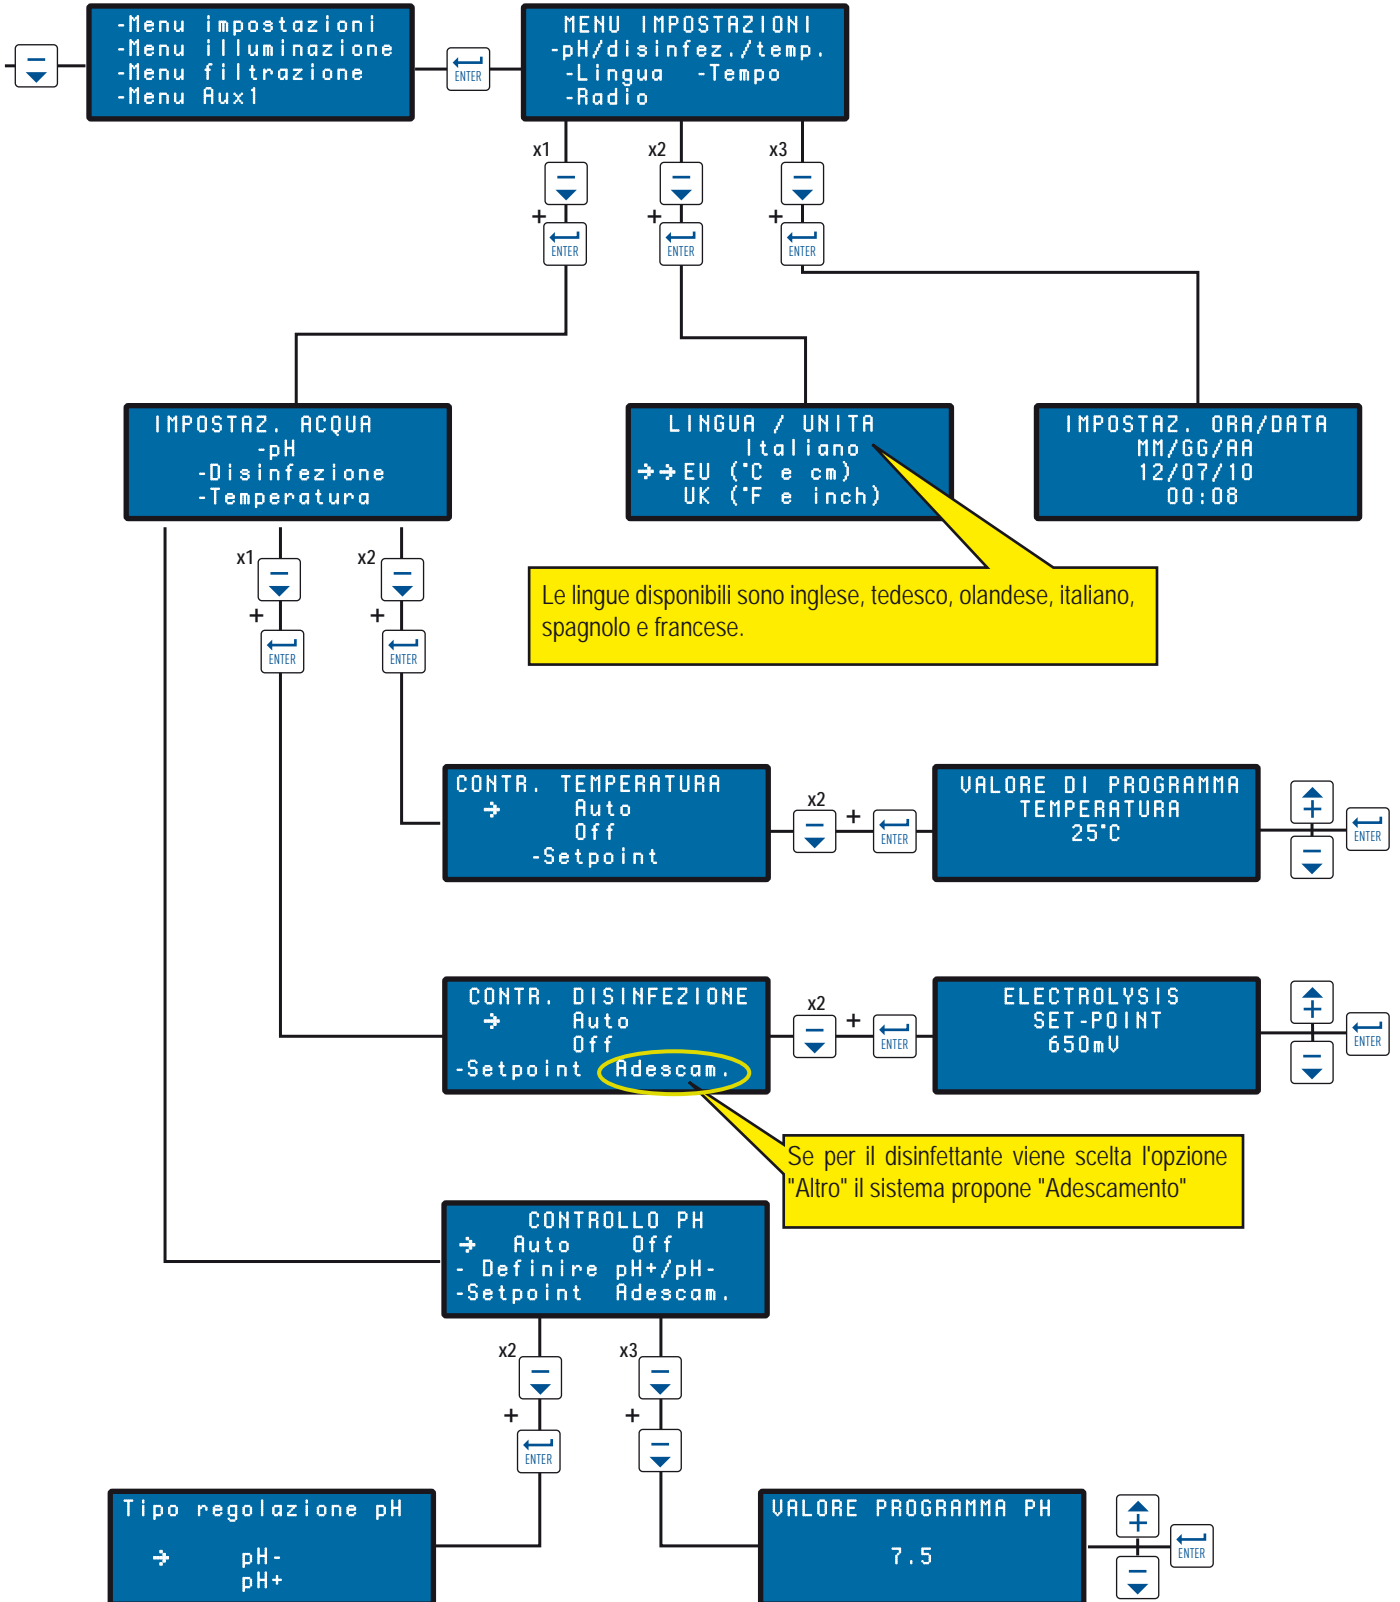 -Menu impostazioni
-Menu illuminazione
-Menu filtrazione
-Menu Aux1
ENTER
MENU IMPOSTAZIONI
-pH/disinfez./temp.
-Lingua -Tempo
-Radio
x1
x2
x3
+
+
+
ENTER
ENTER
ENTER
IMPOSTAZ. ACQUA
-pH
-Disinfezione
-Temperatura
LINGUA / UNITA
Italiano
→→EU (°C e cm)
UK (°F e inch)
IMPOSTAZ. ORA/DATA
MM/GG/AA
12/07/10
00:08
x1
x2
+
+
ENTER
ENTER
Le lingue disponibili sono inglese, tedesco, olandese, italiano,
spagnolo e francese.
CONTR. TEMPERATURA
→ Auto
Off
-Setpoint
x2
+
ENTER
VALORE DI PROGRAMMA
TEMPERATURA
25°C
+
ENTER
CONTR. DISINFEZIONE
→ Auto
Off
-Setpoint Adescam.
x2
+
ENTER
ELECTROLYSIS
SET-POINT
650mV
+
ENTER
Se per il disinfettante viene scelta l'opzione
"Altro" il sistema propone "Adescamento"
CONTROLLO PH
→ Auto Off
- Definire pH+/pH-
-Setpoint Adescam.
x2
x3
+
+
ENTER
Tipo regolazione pH
→ pH-
pH+
VALORE PROGRAMMA PH
7.5
+
ENTER